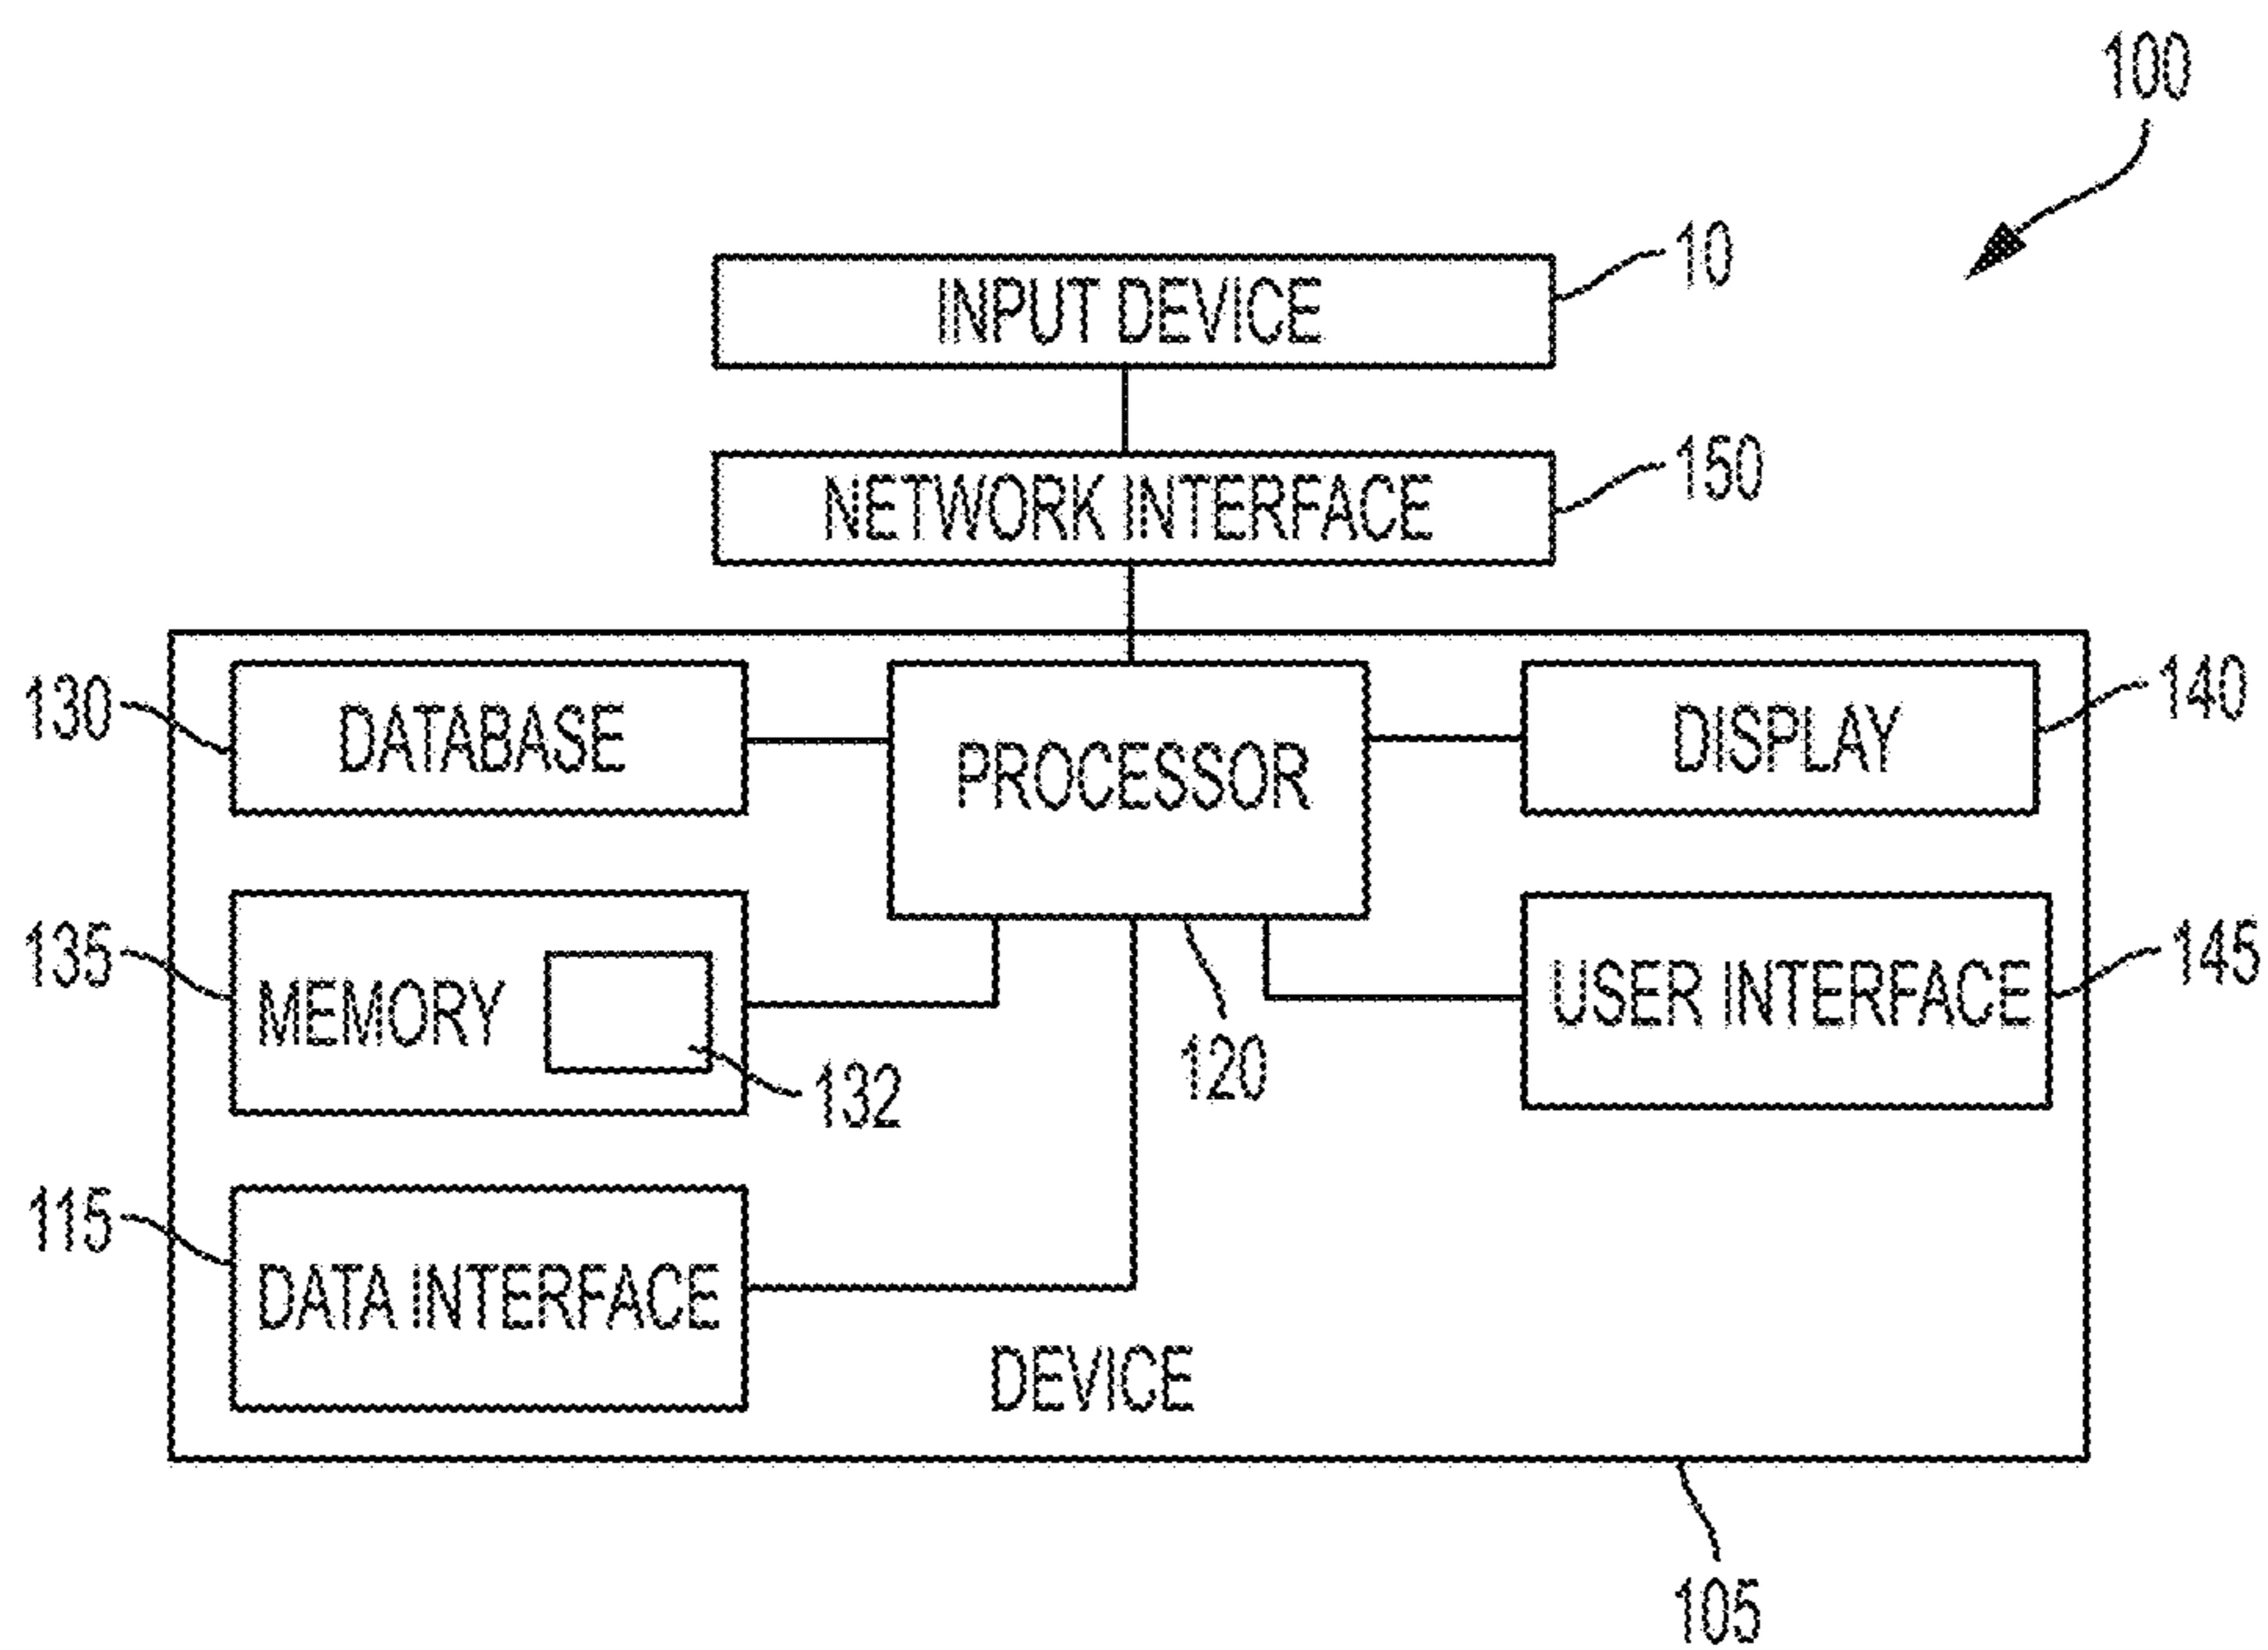 100
INPUT DEVICE
10
NETWORK INTERFACE
150
130
DATABASE
PROCESSOR
DISPLAY
140
135
MEMORY
132
120
USER INTERFACE
145
115
DATA INTERFACE
DEVICE
105